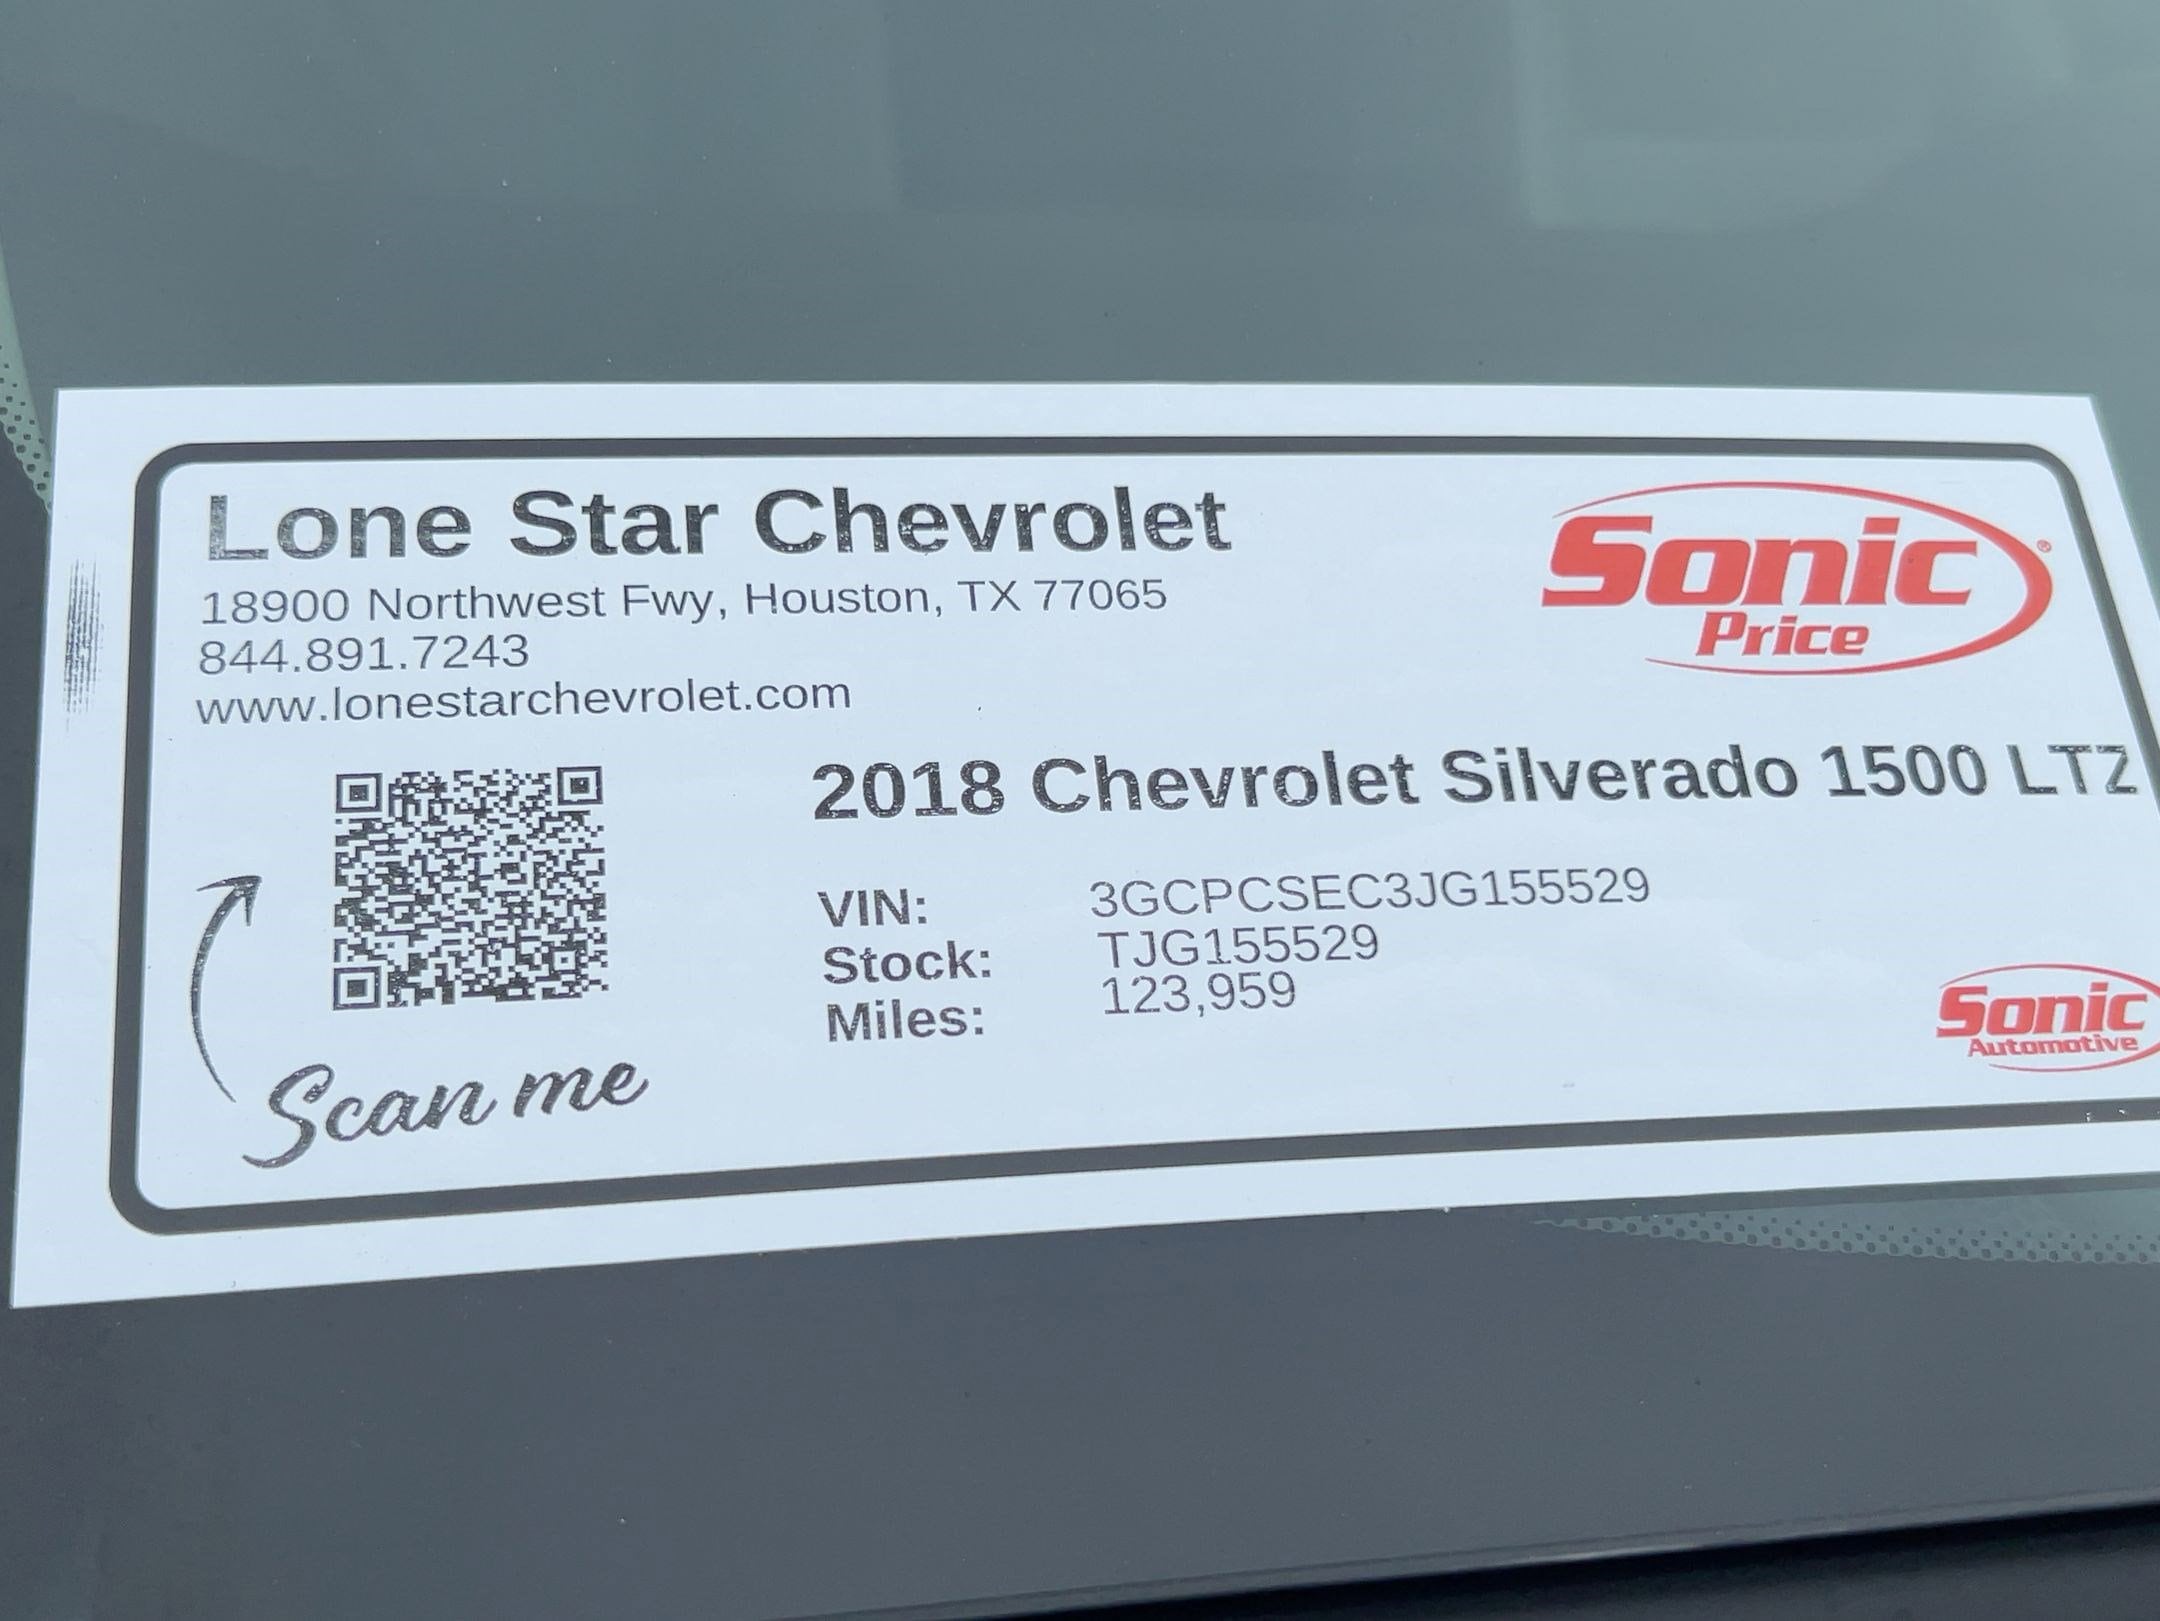 Lone Star Chevrolet
18900 Northwest Fwy, Houston, TX 77065
844.891.7243
www.lonestarchevrolet.com
Sonic®
Price
2018 Chevrolet Silverado 1500 LTZ
VIN: 3GCPCSEC3JG155529
Stock: TJG155529
Miles: 123,959
Scan me
Sonic
Automotive